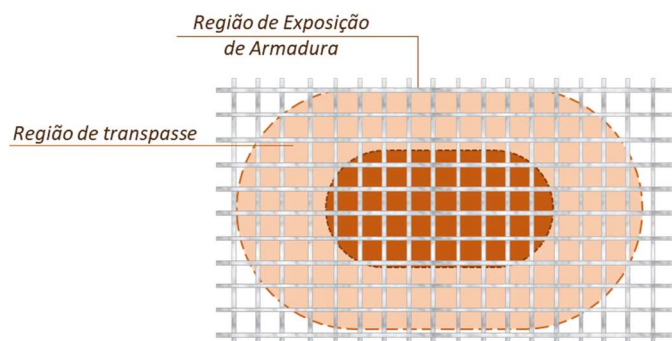 Região de Exposição
de Armadura
Região de transpasse